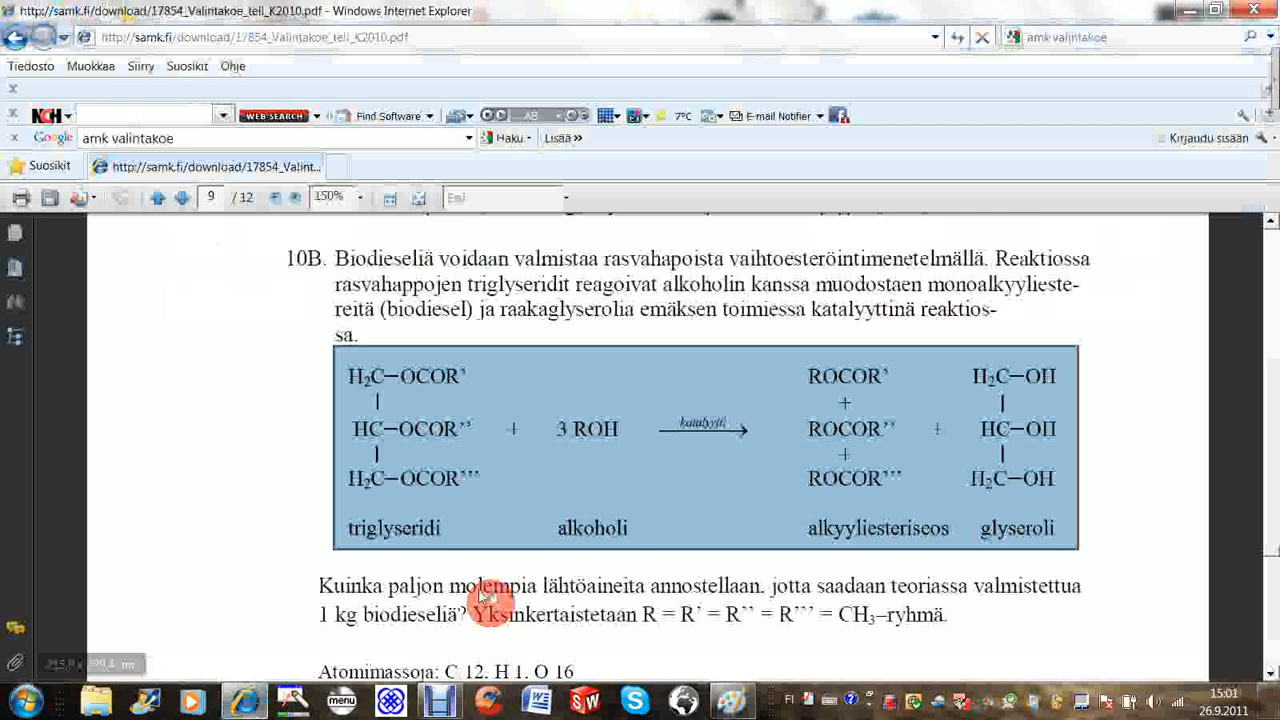 http://samk.fi/download/17854_Valintakoe_teli_K2010.pdf - Windows Internet Explorer
http://samk.fi/download/17854_Valintakoe_teli_K2010.pdf
amk valintakoe
Tiedosto Muokkaa Siirry Suosikit Ohje
x
x NCH WEB SEARCH Find Software AB 7°C E-mail Notifier
x Google amk valintakoe Haku Lisää » Kirjaudu sisään
Suosikit http://samk.fi/download/17854_Valint...
9 / 12 150% Etsi
10B. Biodieseliä voidaan valmistaa rasvahapoista vaihtoesteröintimenetelmällä. Reaktiossa
rasvahappojen triglyseridit reagoivat alkoholin kanssa muodostaen monoalkyylieste-
reitä (biodiesel) ja raakaglyserolia emäksen toimiessa katalyyttinä reaktios-
sa.
H₂C–OCOR’ ROCOR’ H₂C–OH
| + |
HC–OCOR’’ + 3 ROH katalyytti ROCOR’’ + HC–OH
| + |
H₂C–OCOR’’’ ROCOR’’’ H₂C–OH
triglyseridi alkoholi alkyyliesteriseos glyseroli
Kuinka paljon molempia lähtöaineita annostellaan, jotta saadaan teoriassa valmistettua
1 kg biodieseliä? Yksinkertaistetaan R = R’ = R’’ = R’’’ = CH₃–ryhmä.
Atomimassoja: C 12, H 1, O 16
menu FI 15:01
26.9.2011